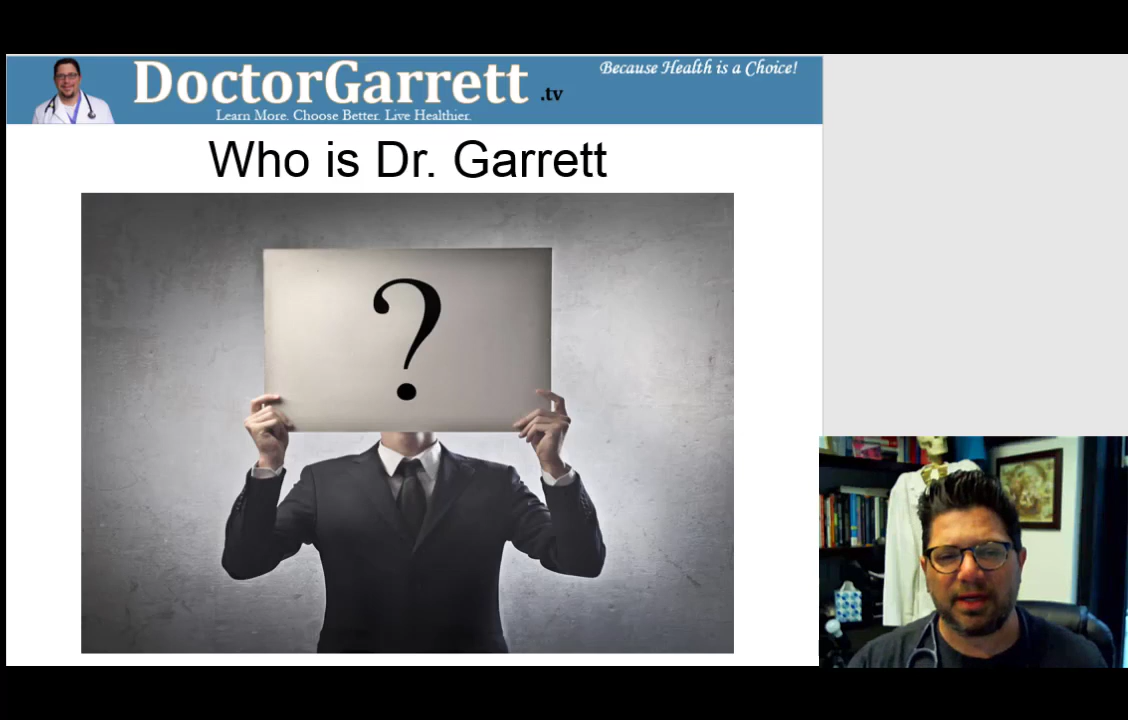 DoctorGarrett .tv
Because Health is a Choice!
Learn More. Choose Better. Live Healthier.
Who is Dr. Garrett
?